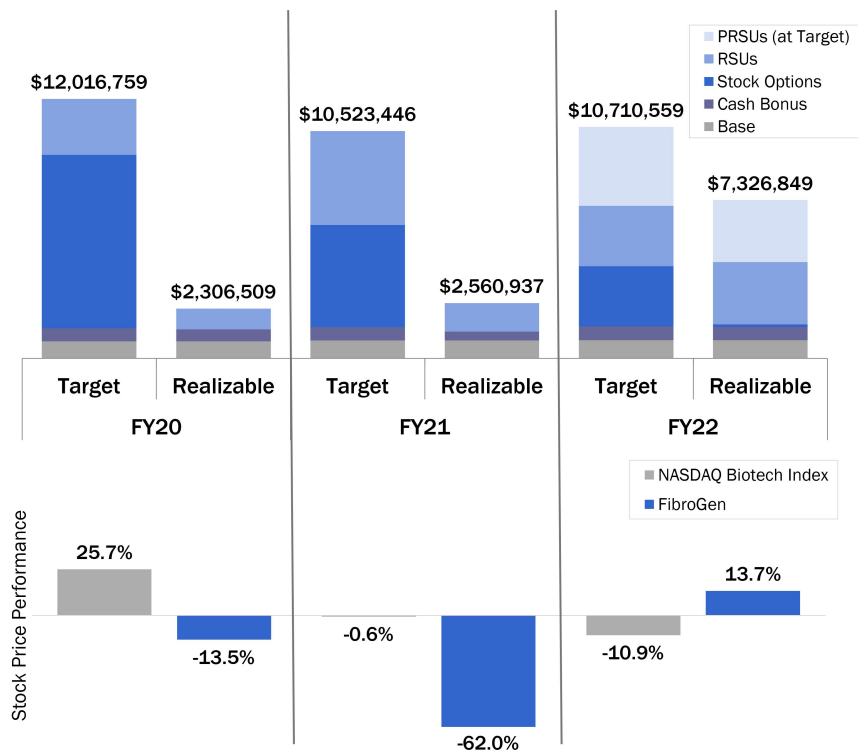 PRSUs (at Target)
RSUs
Stock Options
Cash Bonus
Base
$12,016,759
$2,306,509
$10,523,446
$2,560,937
$10,710,559
$7,326,849
Target Realizable Target Realizable Target Realizable
FY20 FY21 FY22
NASDAQ Biotech Index
FibroGen
Stock Price Performance
25.7%
-13.5%
-0.6%
-62.0%
-10.9%
13.7%